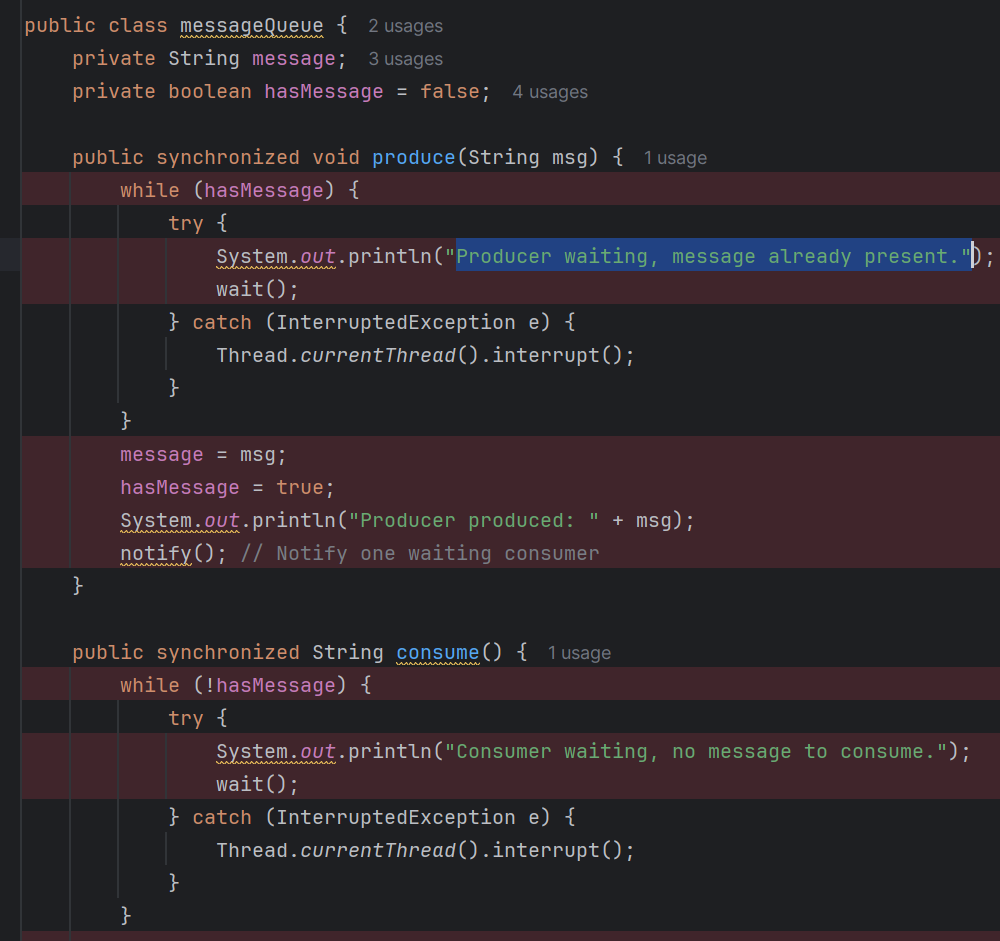 public class messageQueue {  2 usages
    private String message;  3 usages
    private boolean hasMessage = false;  4 usages

    public synchronized void produce(String msg) {  1 usage
        while (hasMessage) {
            try {
                System.out.println("Producer waiting, message already present.");
                wait();
            } catch (InterruptedException e) {
                Thread.currentThread().interrupt();
            }
        }
        message = msg;
        hasMessage = true;
        System.out.println("Producer produced: " + msg);
        notify(); // Notify one waiting consumer
    }

    public synchronized String consume() {  1 usage
        while (!hasMessage) {
            try {
                System.out.println("Consumer waiting, no message to consume.");
                wait();
            } catch (InterruptedException e) {
                Thread.currentThread().interrupt();
            }
        }